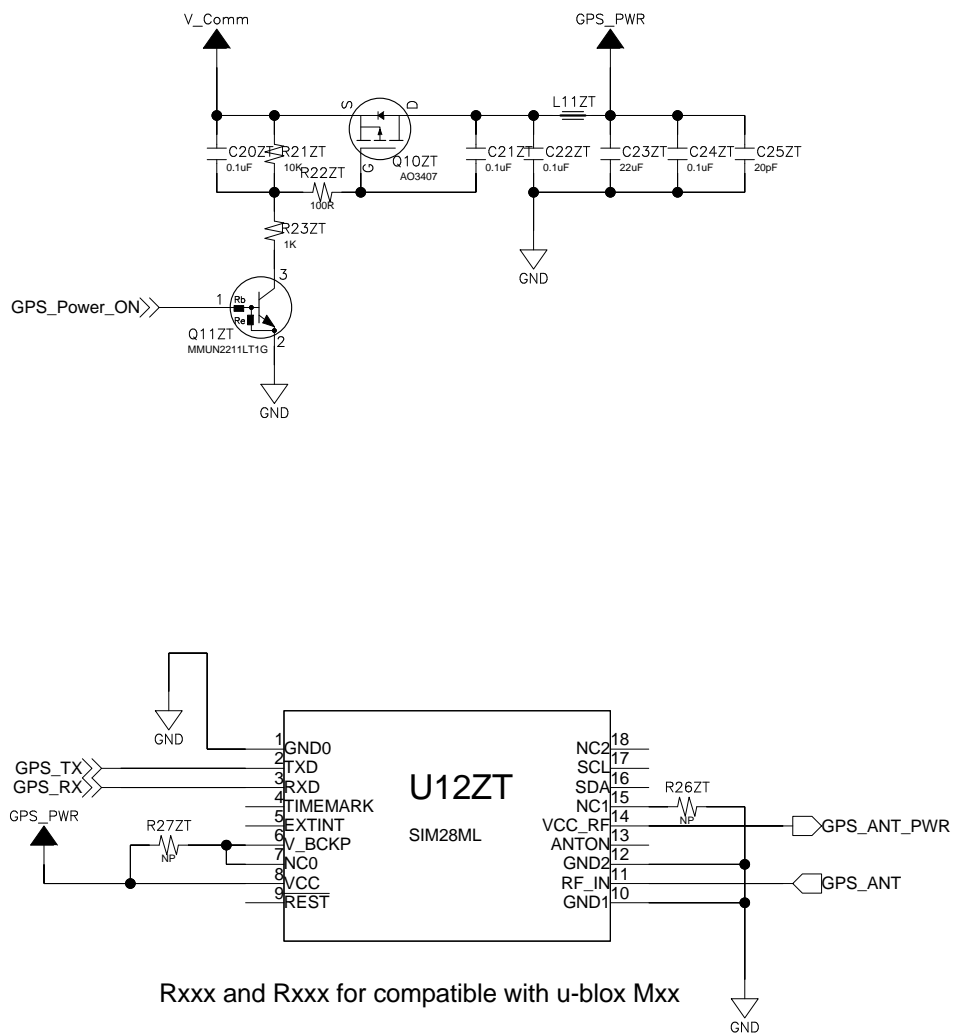 V_Comm
GPS_PWR
S
D
L11ZT
C20ZT
0.1uF
R21ZT
10K
Q10ZT
AO3407
G
C21ZT
0.1uF
C22ZT
0.1uF
C23ZT
22uF
C24ZT
0.1uF
C25ZT
20pF
R22ZT
100R
R23ZT
1K
GND
3
GPS_Power_ON
1
Rb
Re
Q11ZT
MMUN2211LT1G
2
GND
GND
1 GND0
GPS_TX 2 TXD
GPS_RX 3 RXD
4 TIMEMARK
5 EXTINT
6 V_BCKP
7 NC0
8 VCC
9 REST
GPS_PWR
R27ZT
NP
U12ZT
SIM28ML
NC2 18
SCL 17
SDA 16
NC1 15
VCC_RF 14
ANTON 13
GND2 12
RF_IN 11
GND1 10
R26ZT
NP
GPS_ANT_PWR
GPS_ANT
Rxxx and Rxxx for compatible with u-blox Mxx
GND